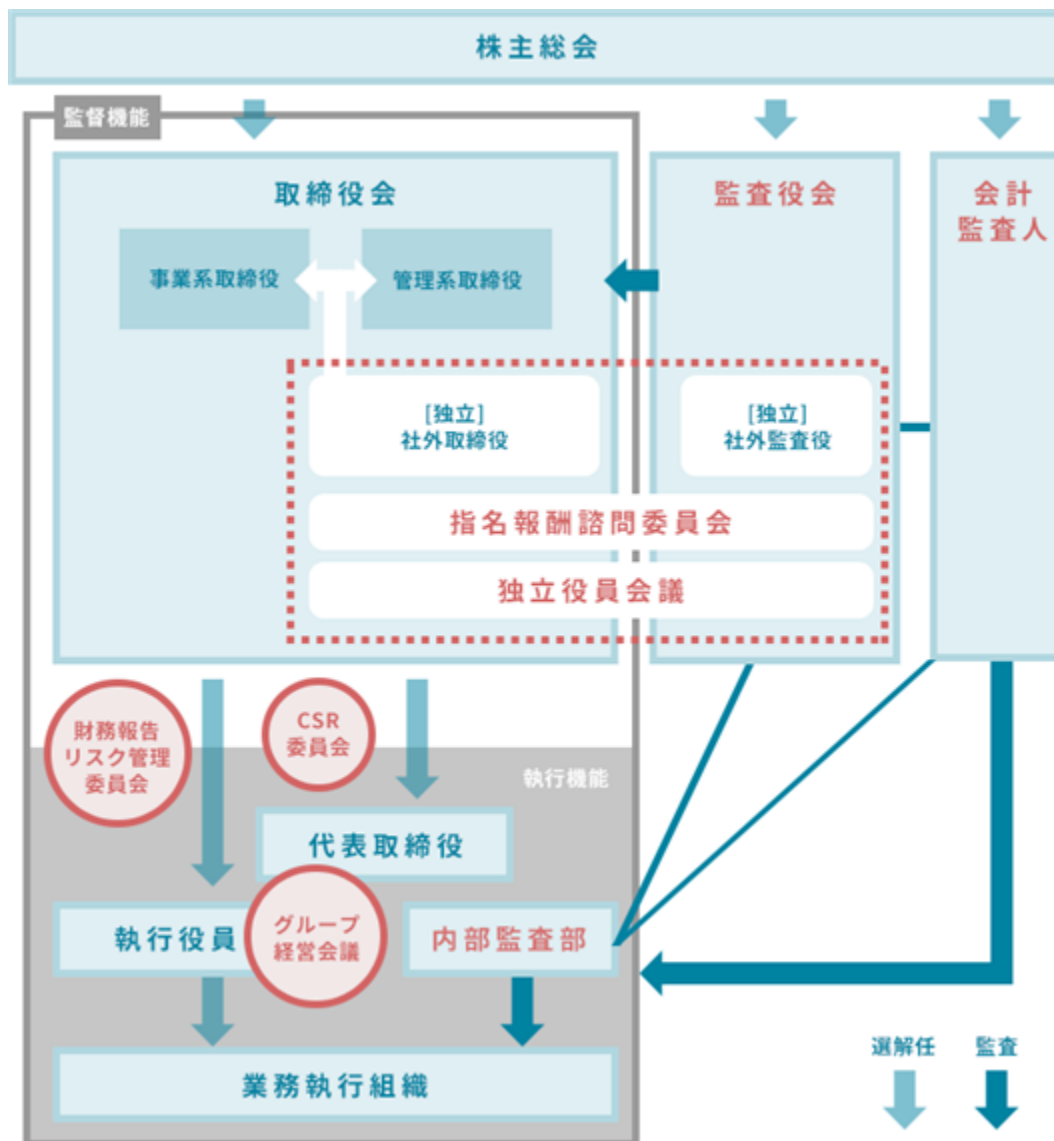 株主総会
監督機能
取締役会
監査役会
会計
監査人
事業系取締役
管理系取締役
[独立]
社外取締役
[独立]
社外監査役
指名報酬諮問委員会
独立役員会議
財務報告
リスク管理
委員会
CSR
委員会
執行機能
代表取締役
執行役員
グループ
経営会議
内部監査部
業務執行組織
選解任
監査